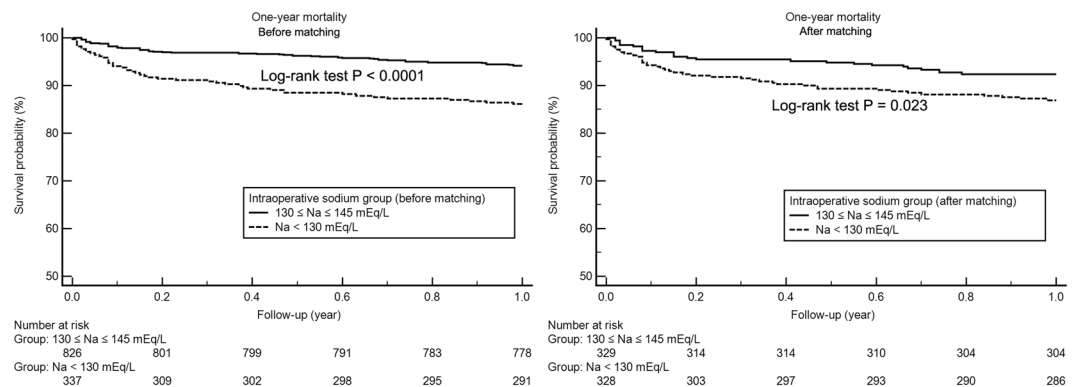 One-year mortality
Before matching
100
90
80
70
60
50
Survival probability (%)
Log-rank test P < 0.0001
Intraoperative sodium group (before matching)
130 ≤ Na ≤ 145 mEq/L
Na < 130 mEq/L
0.0 0.2 0.4 0.6 0.8 1.0
Follow-up (year)
Number at risk
Group: 130 ≤ Na ≤ 145 mEq/L
826 801 799 791 783 778
Group: Na < 130 mEq/L
337 309 302 298 295 291
One-year mortality
After matching
100
90
80
70
60
50
Survival probability (%)
Log-rank test P = 0.023
Intraoperative sodium group (after matching)
130 ≤ Na ≤ 145 mEq/L
Na < 130 mEq/L
0.0 0.2 0.4 0.6 0.8 1.0
Follow-up (year)
Number at risk
Group: 130 ≤ Na ≤ 145 mEq/L
329 314 314 310 304 304
Group: Na < 130 mEq/L
328 303 297 293 290 286